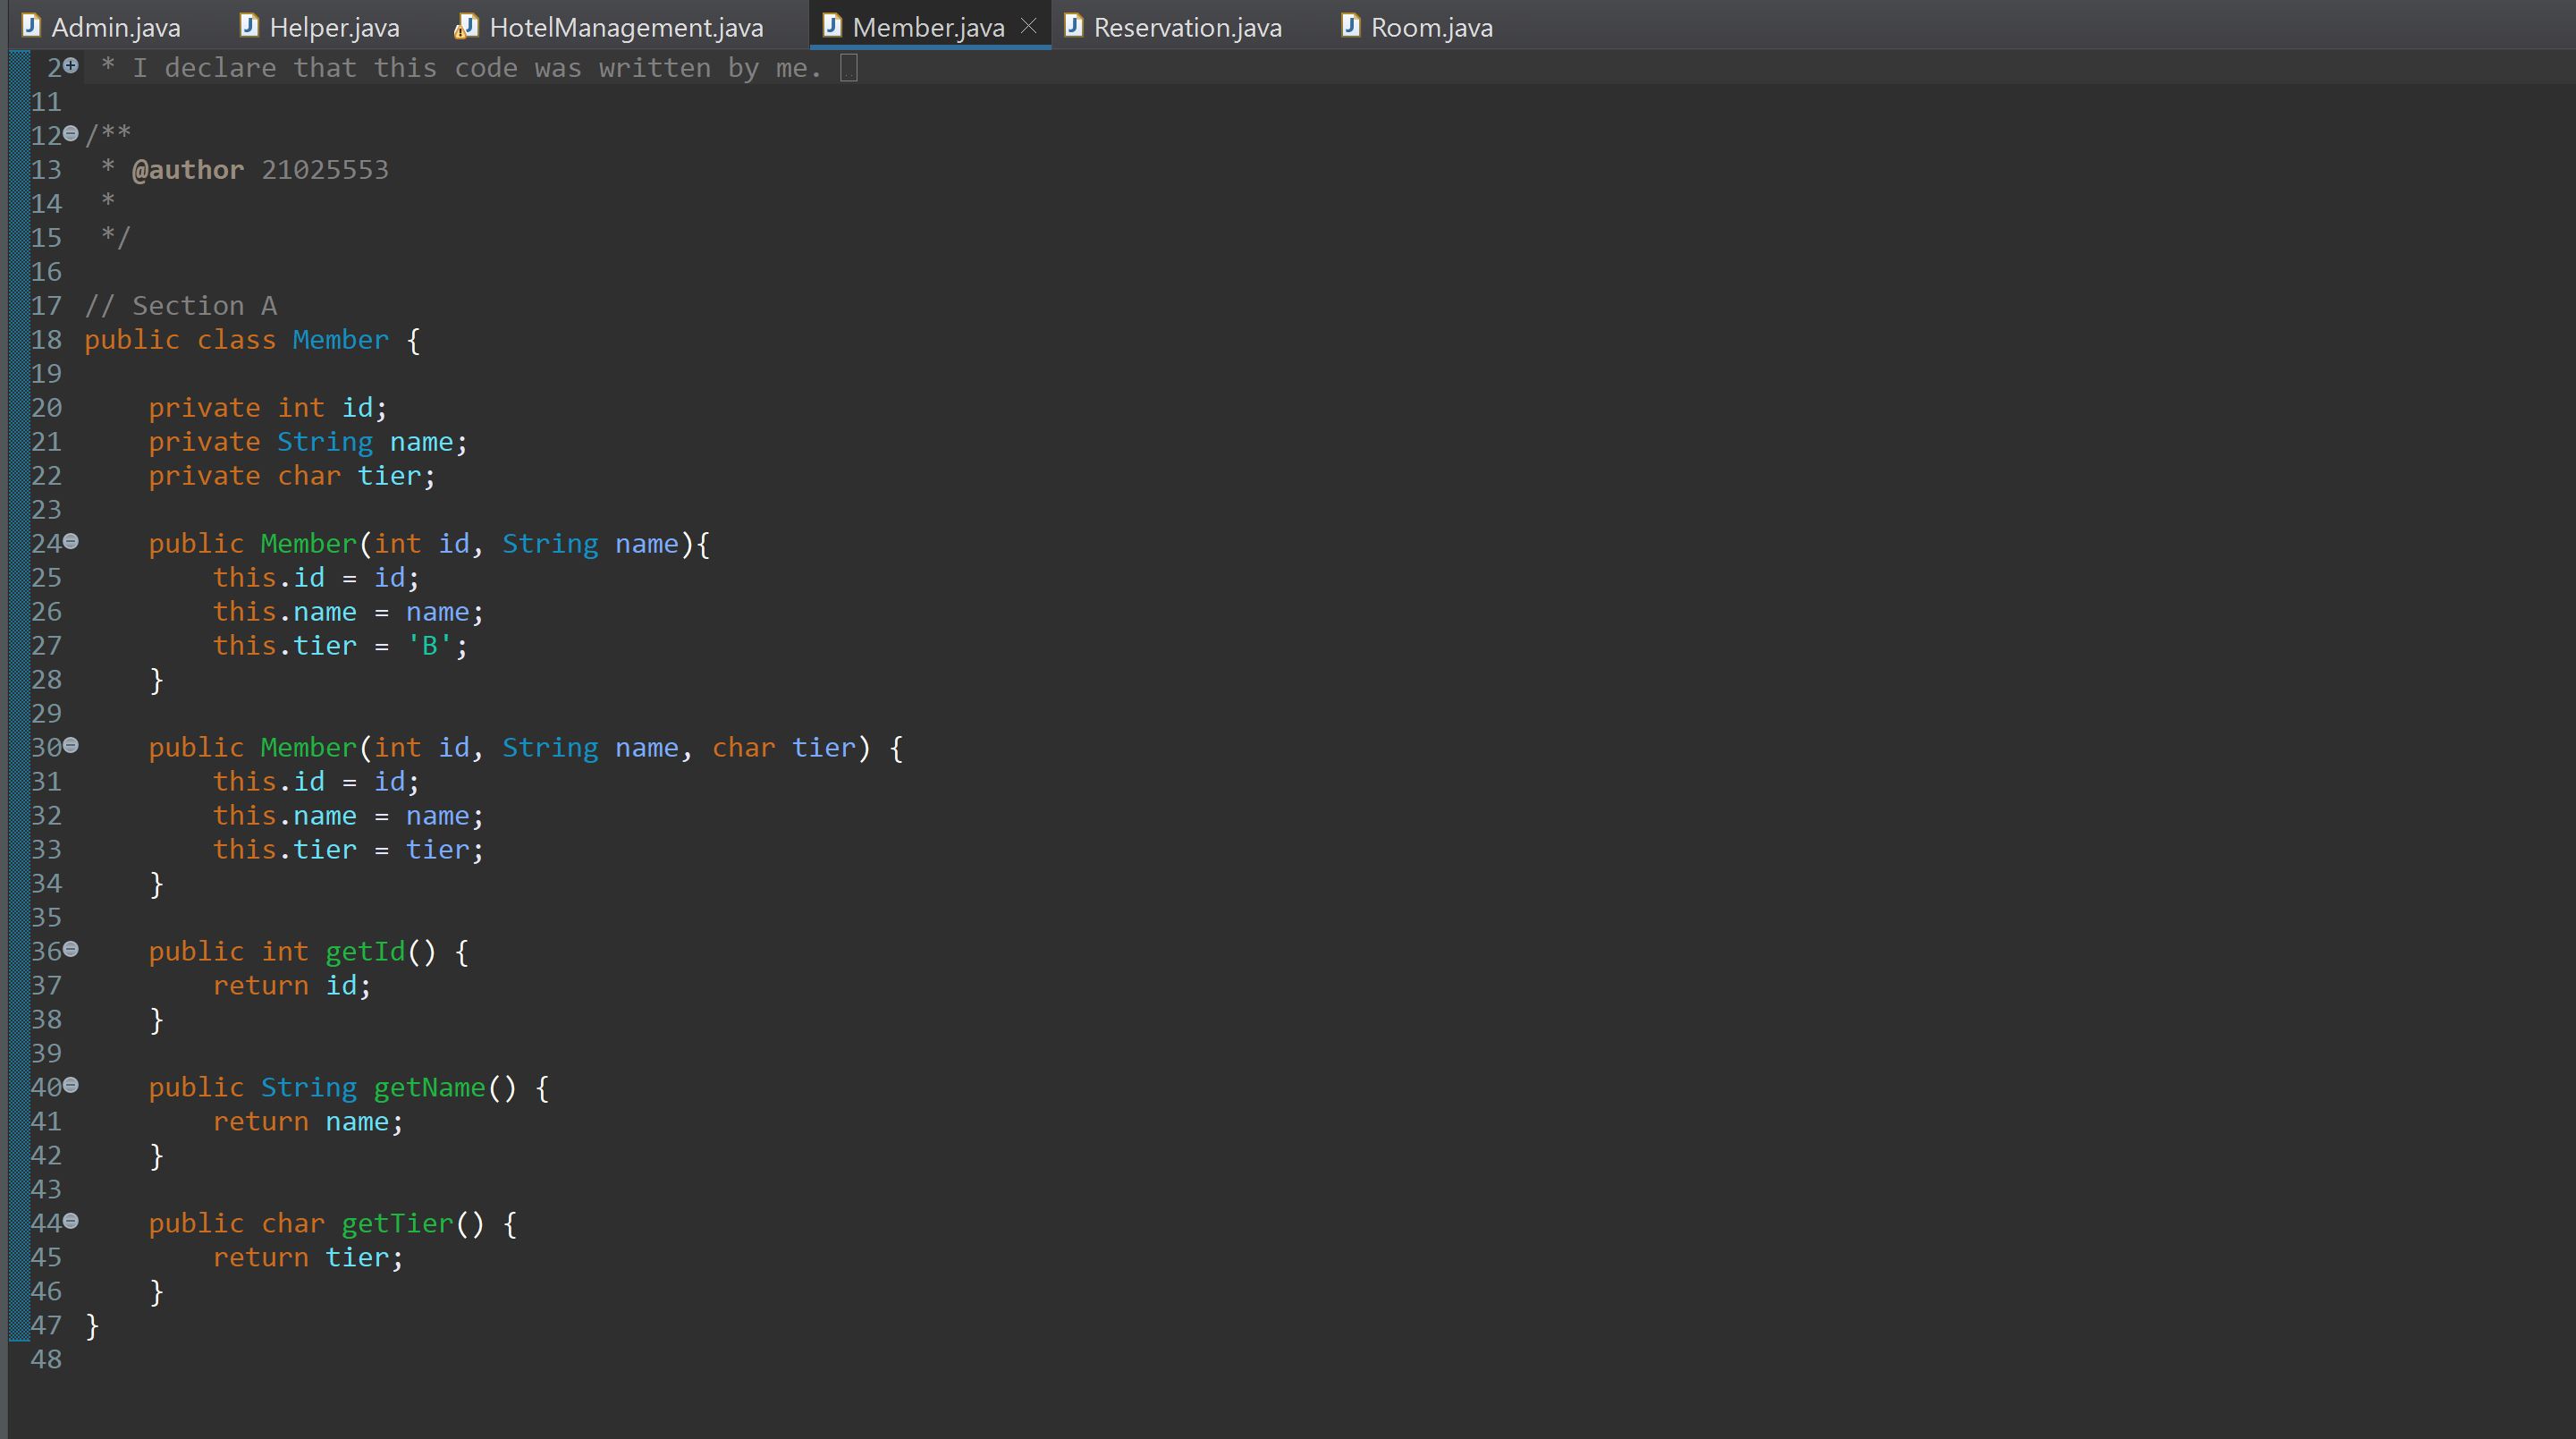 Admin.java Helper.java HotelManagement.java Member.java Reservation.java Room.java
2 * I declare that this code was written by me.
11
12 /**
13 * @author 21025553
14 *
15 */
16
17 // Section A
18 public class Member {
19
20 private int id;
21 private String name;
22 private char tier;
23
24 public Member(int id, String name){
25 this.id = id;
26 this.name = name;
27 this.tier = 'B';
28 }
29
30 public Member(int id, String name, char tier) {
31 this.id = id;
32 this.name = name;
33 this.tier = tier;
34 }
35
36 public int getId() {
37 return id;
38 }
39
40 public String getName() {
41 return name;
42 }
43
44 public char getTier() {
45 return tier;
46 }
47 }
48